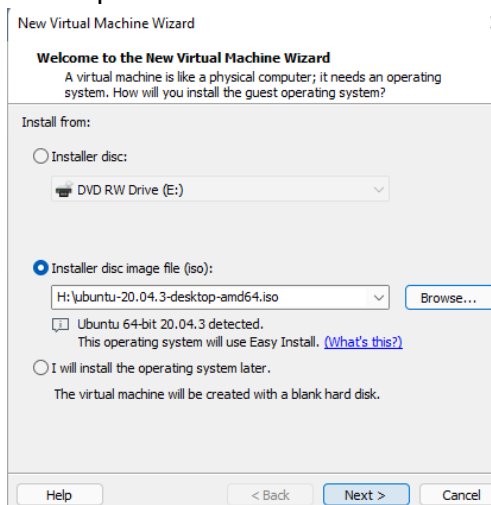 New Virtual Machine Wizard
Welcome to the New Virtual Machine Wizard
A virtual machine is like a physical computer; it needs an operating
system. How will you install the guest operating system?
Install from:
Installer disc:
DVD RW Drive (E:)
Installer disc image file (iso):
H:\ubuntu-20.04.3-desktop-amd64.iso
Browse...
Ubuntu 64-bit 20.04.3 detected.
This operating system will use Easy Install. (What's this?)
I will install the operating system later.
The virtual machine will be created with a blank hard disk.
Help < Back Next > Cancel